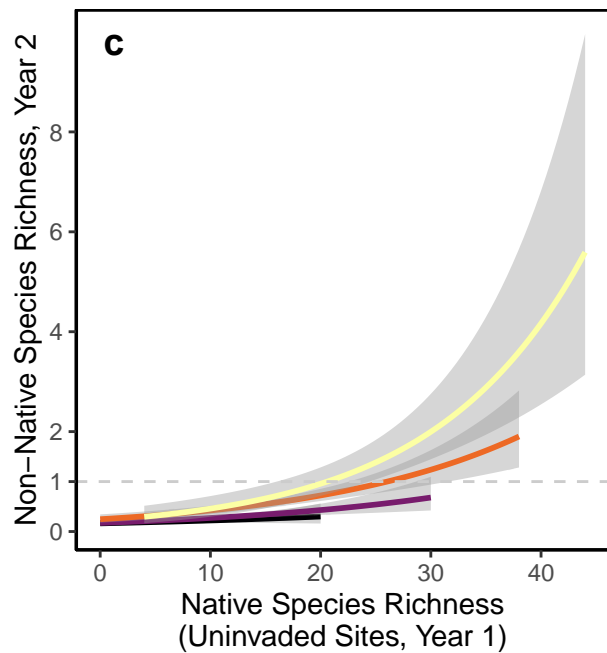 c
Non−Native Species Richness, Year 2
8
6
4
2
1
0
0 10 20 30 40
Native Species Richness
(Uninvaded Sites, Year 1)